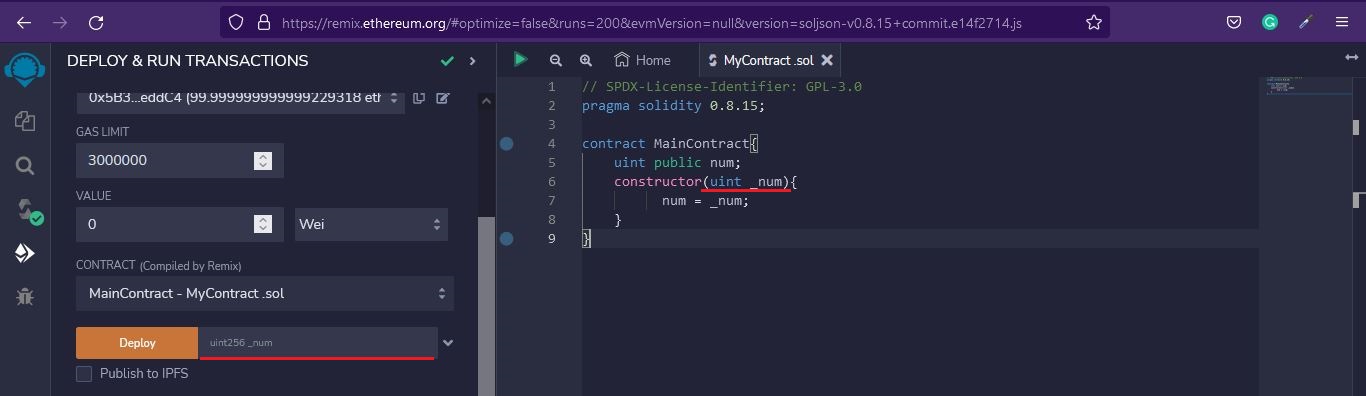 https://remix.ethereum.org/#optimize=false&runs=200&evmVersion=null&version=soljson-v0.8.15+commit.e14f2714.js
DEPLOY & RUN TRANSACTIONS
0x5B3...eddC4 (99.999999999999229318 eth
GAS LIMIT
3000000
VALUE
0
Wei
CONTRACT (Compiled by Remix)
MainContract - MyContract .sol
Deploy
uint256 _num
Publish to IPFS
Home
MyContract .sol
1 // SPDX-License-Identifier: GPL-3.0
2 pragma solidity 0.8.15;
3
4 contract MainContract{
5 uint public num;
6 constructor(uint _num){
7 num = _num;
8 }
9 }